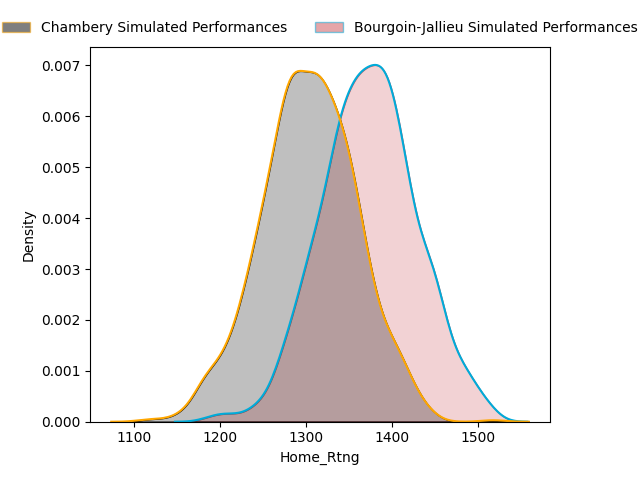 Chambery Simulated Performances
Bourgoin-Jallieu Simulated Performances
0.007
0.006
0.005
0.004
0.003
0.002
0.001
0.000
Density
1100 1200 1300 1400 1500
Home_Rtng